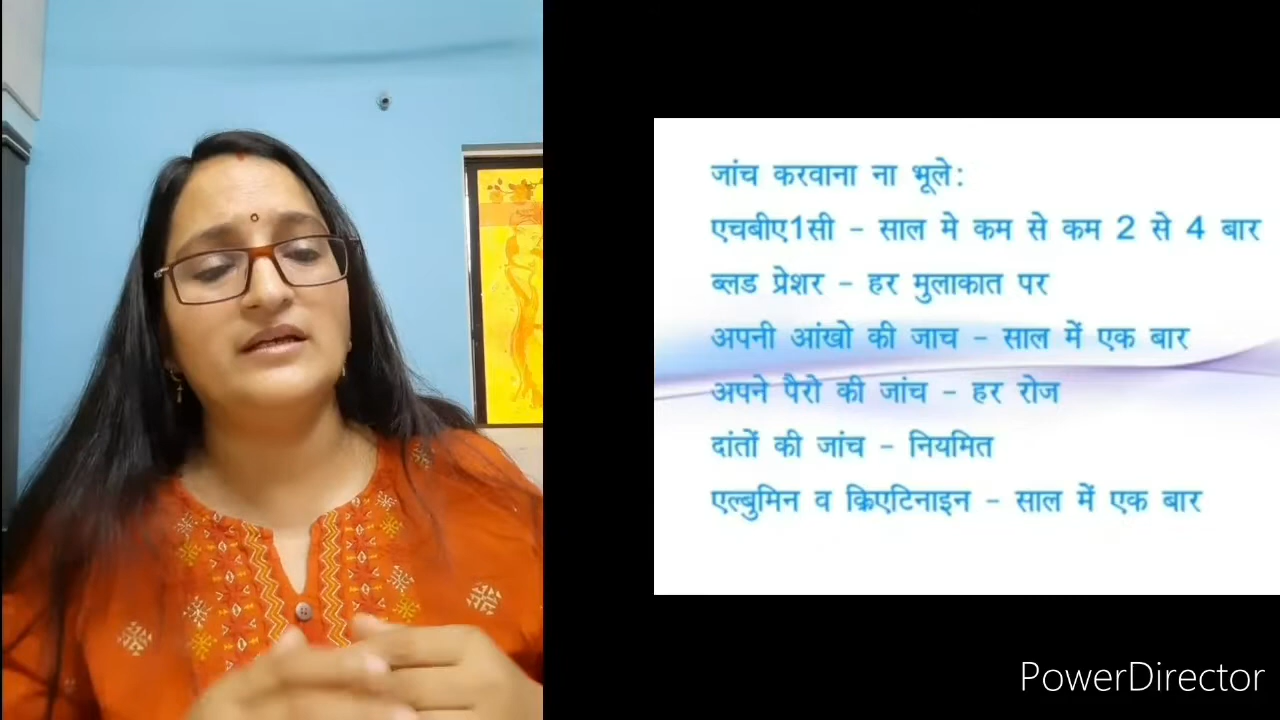 जांच करवाना ना भूले:
एचबीए1सी - साल मे कम से कम 2 से 4 बार
ब्लड प्रेशर - हर मुलाकात पर
अपनी आंखो की जाच - साल में एक बार
अपने पैरो की जांच - हर रोज
दांतों की जांच - नियमित
एल्बुमिन व क्रिएटिनाइन - साल में एक बार
PowerDirector